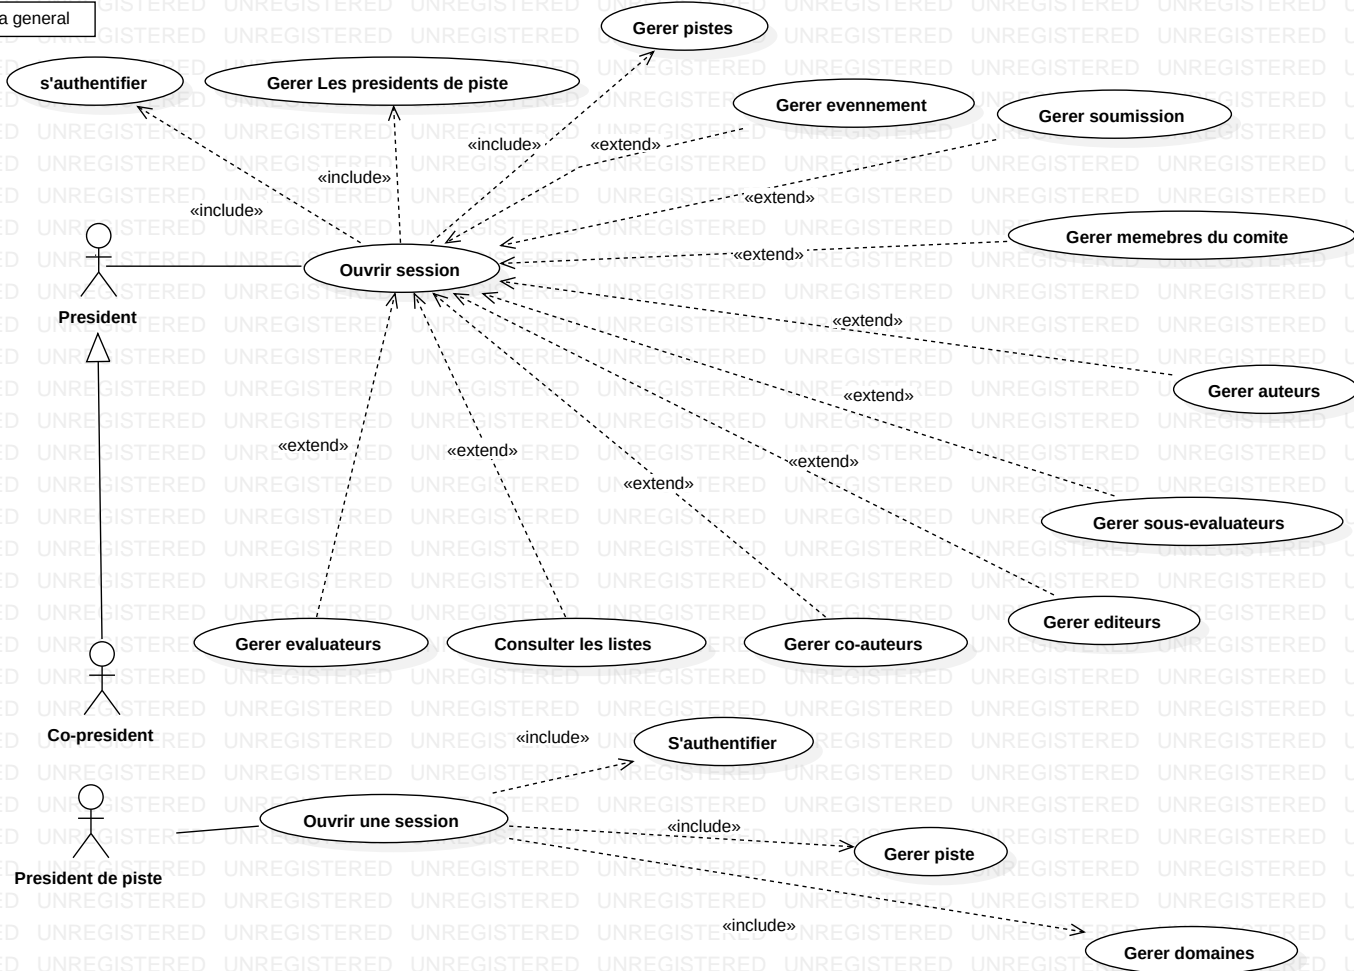 a general
Gerer pistes
s'authentifier
Gerer Les presidents de piste
Gerer evennement
Gerer soumission
«include»
«extend»
«include»
«extend»
«include»
Gerer memebres du comite
«extend»
Ouvrir session
President
«extend»
Gerer auteurs
«extend»
«extend»
«extend»
«extend»
«extend»
Gerer sous-evaluateurs
Gerer editeurs
Gerer evaluateurs
Consulter les listes
Gerer co-auteurs
Co-president
«include»
S'authentifier
Ouvrir une session
«include»
Gerer piste
President de piste
«include»
Gerer domaines
UNREGISTERED